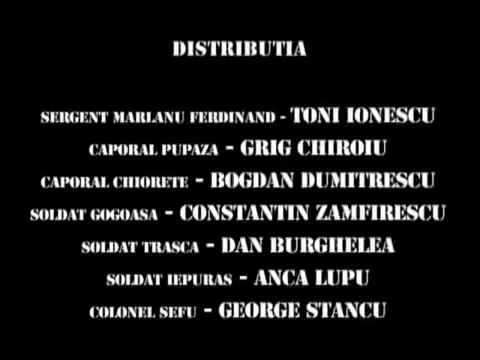 DISTRIBUTIA
SERGENT MARLANU FERDINAND - TONI IONESCU
CAPORAL PUPAZA - GRIG CHIROIU
CAPORAL CHIORETE - BOGDAN DUMITRESCU
SOLDAT GOGOASA - CONSTANTIN ZAMFIRESCU
SOLDAT TRASCA - DAN BURGHELEA
SOLDAT IEPURAS - ANCA LUPU
COLONEL SEFU - GEORGE STANCU